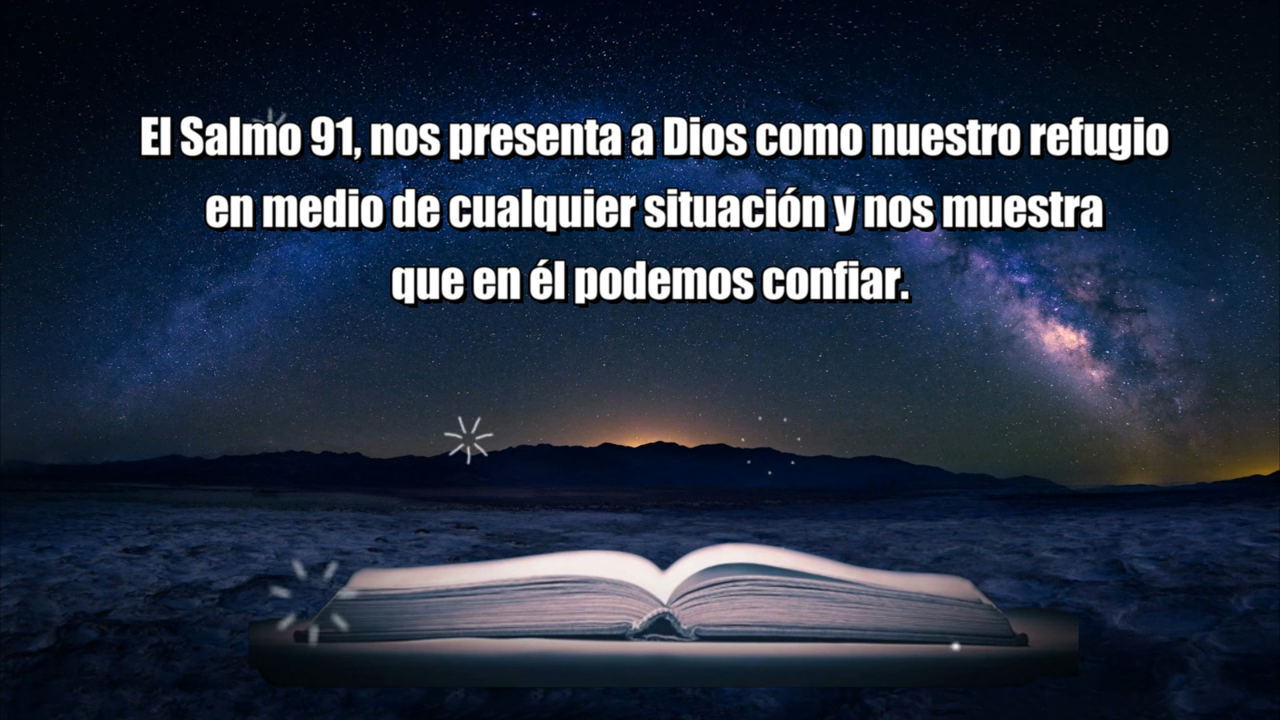 El Salmo 91, nos presenta a Dios como nuestro refugio
en medio de cualquier situación y nos muestra
que en él podemos confiar.